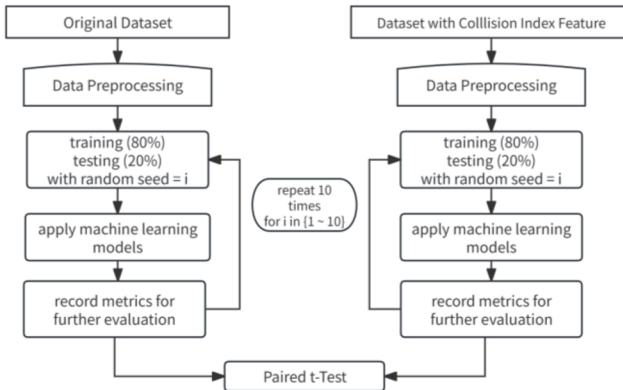 Original Dataset
Data Preprocessing
training (80%)
testing (20%)
with random seed = i
apply machine learning
models
record metrics for
further evaluation
repeat 10
times
for i in {1 ~ 10}
Dataset with Colllision Index Feature
Data Preprocessing
training (80%)
testing (20%)
with random seed = i
apply machine learning
models
record metrics for
further evaluation
Paired t-Test